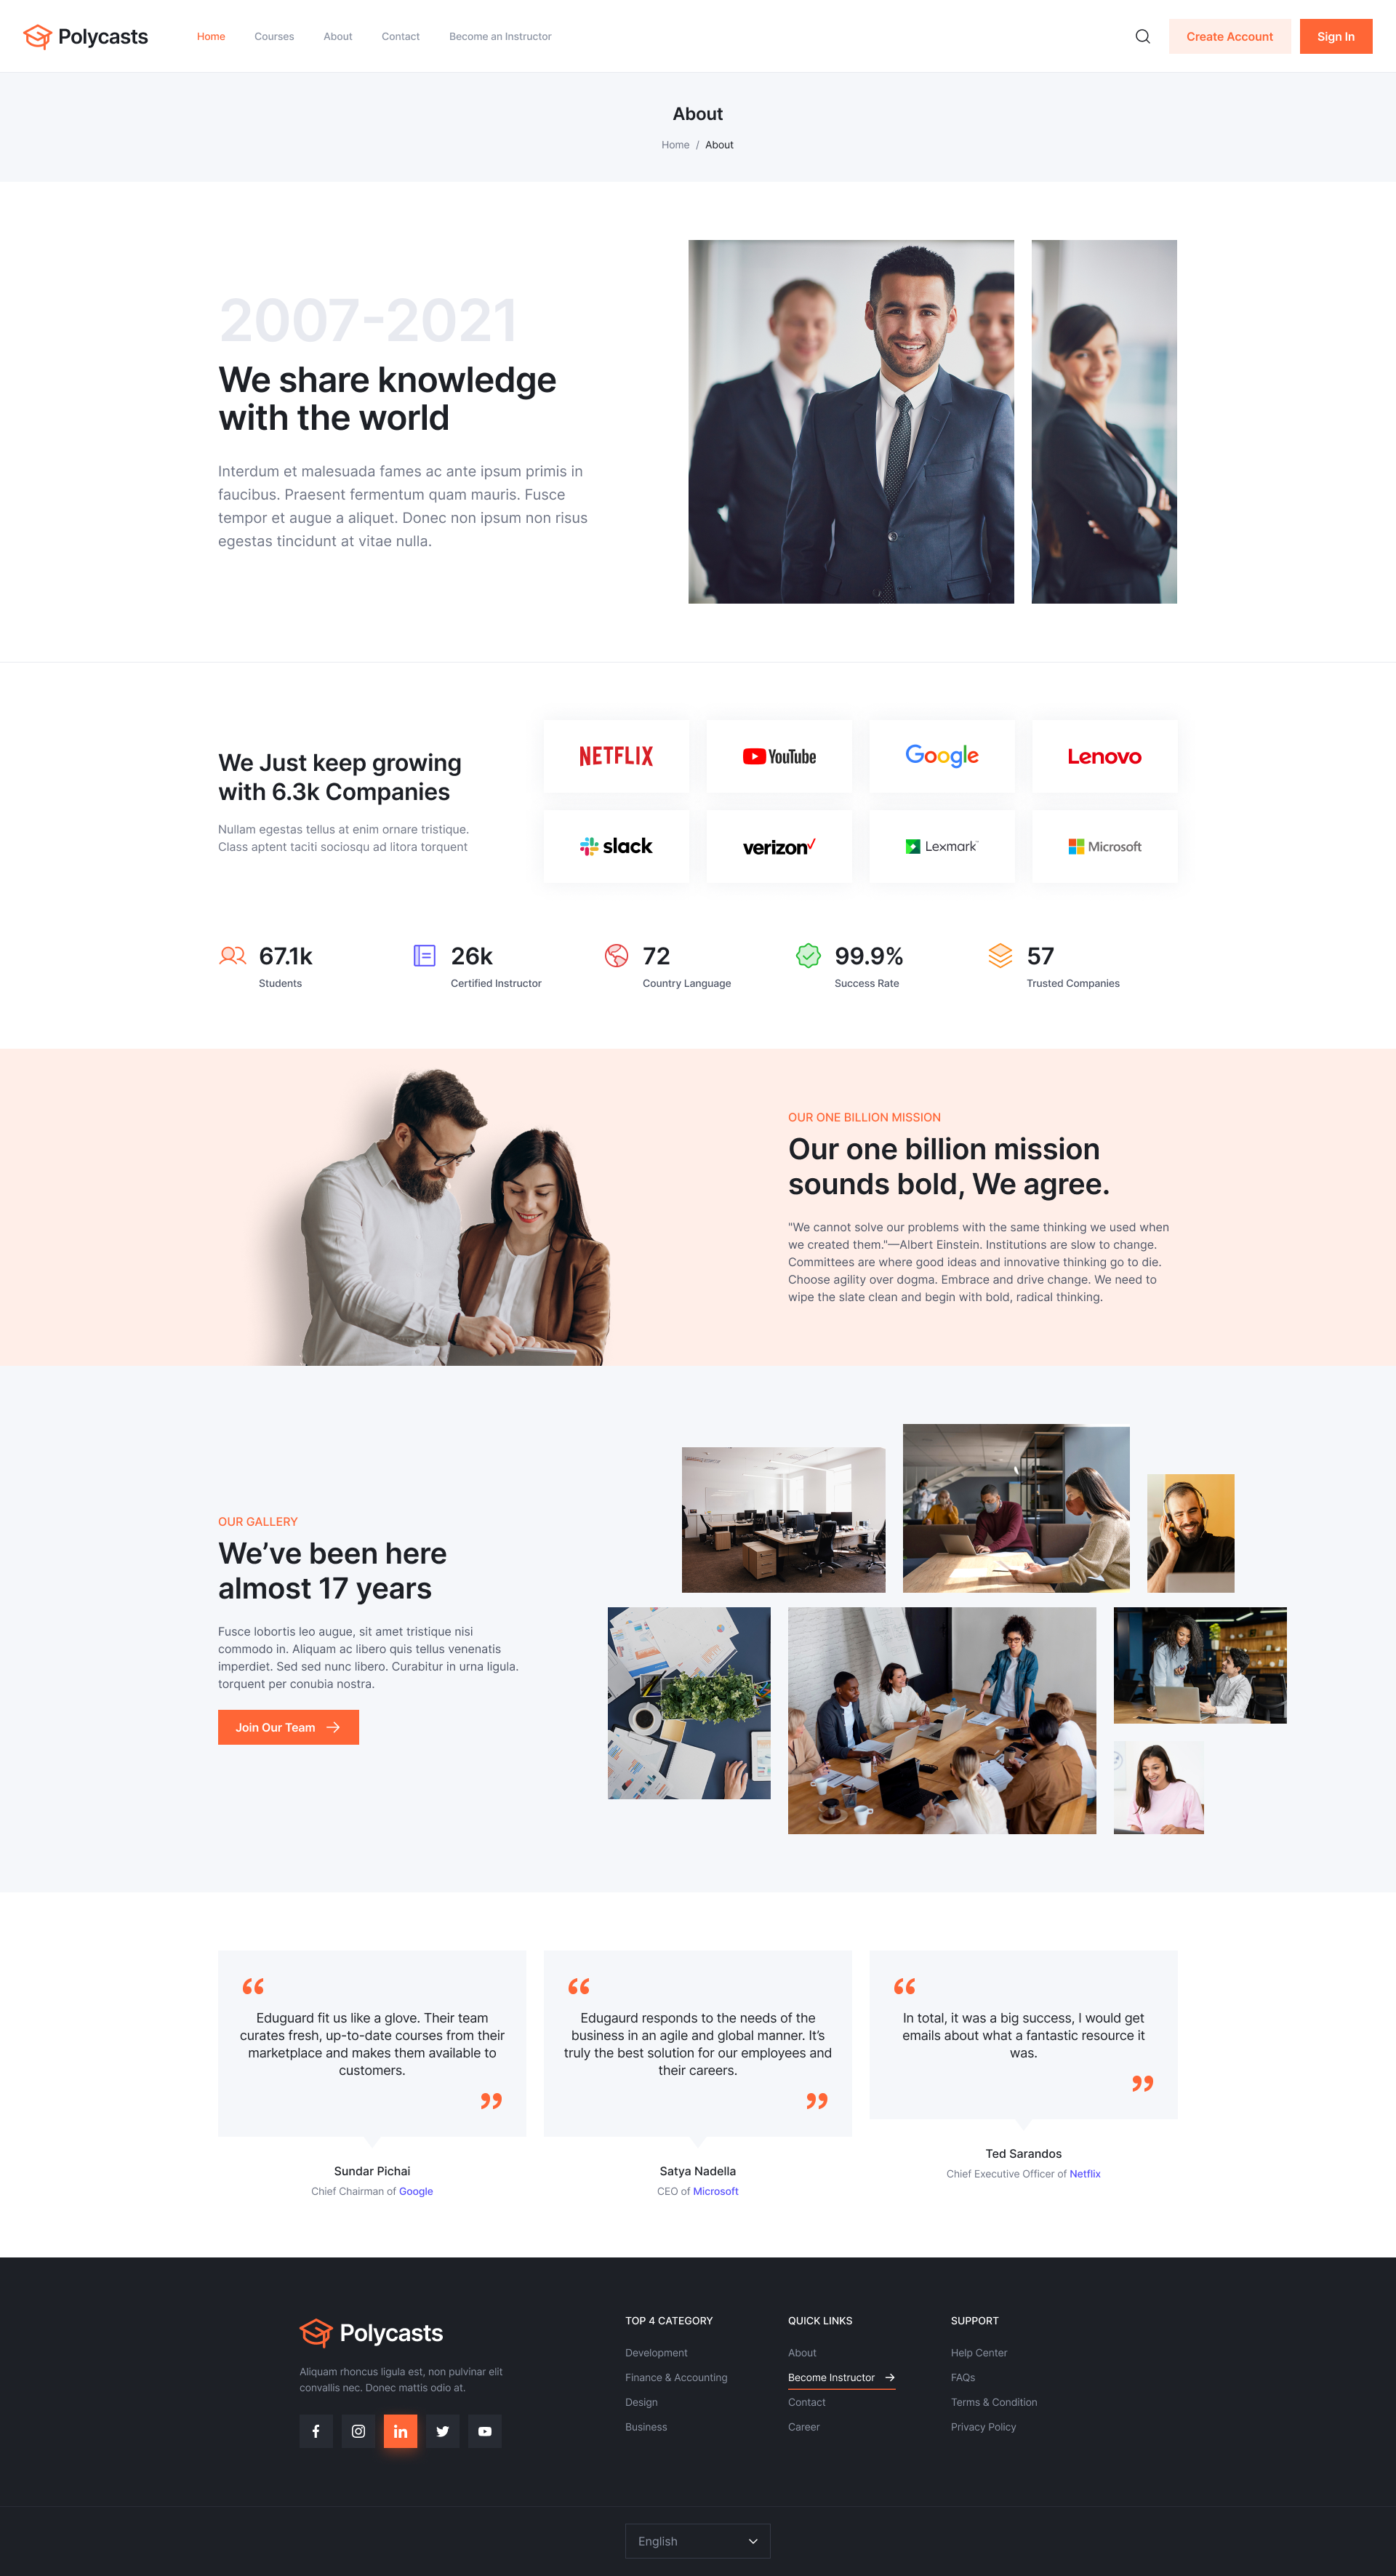 Polycasts
Home
Courses
About
Contact
Become an Instructor
Create Account
Sign In
About
Home / About
2007-2021
We share knowledge
with the world
Interdum et malesuada fames ac ante ipsum primis in
faucibus. Praesent fermentum quam mauris. Fusce
tempor et augue a aliquet. Donec non ipsum non risus
egestas tincidunt at vitae nulla.
We Just keep growing
with 6.3k Companies
Nullam egestas tellus at enim ornare tristique.
Class aptent taciti sociosqu ad litora torquent
NETFLIX
YouTube
Google
Lenovo
slack
verizon
Lexmark
Microsoft
67.1k
Students
26k
Certified Instructor
72
Country Language
99.9%
Success Rate
57
Trusted Companies
OUR ONE BILLION MISSION
Our one billion mission
sounds bold, We agree.
"We cannot solve our problems with the same thinking we used when
we created them."—Albert Einstein. Institutions are slow to change.
Committees are where good ideas and innovative thinking go to die.
Choose agility over dogma. Embrace and drive change. We need to
wipe the slate clean and begin with bold, radical thinking.
OUR GALLERY
We’ve been here
almost 17 years
Fusce lobortis leo augue, sit amet tristique nisi
commodo in. Aliquam ac libero quis tellus venenatis
imperdiet. Sed sed nunc libero. Curabitur in urna ligula.
torquent per conubia nostra.
Join Our Team
“
Eduguard fit us like a glove. Their team
curates fresh, up-to-date courses from their
marketplace and makes them available to
customers.
”
Sundar Pichai
Chief Chairman of Google
“
Edugaurd responds to the needs of the
business in an agile and global manner. It’s
truly the best solution for our employees and
their careers.
”
Satya Nadella
CEO of Microsoft
“
In total, it was a big success, I would get
emails about what a fantastic resource it
was.
”
Ted Sarandos
Chief Executive Officer of Netflix
Polycasts
Aliquam rhoncus ligula est, non pulvinar elit
convallis nec. Donec mattis odio at.
TOP 4 CATEGORY
Development
Finance & Accounting
Design
Business
QUICK LINKS
About
Become Instructor
Contact
Career
SUPPORT
Help Center
FAQs
Terms & Condition
Privacy Policy
English